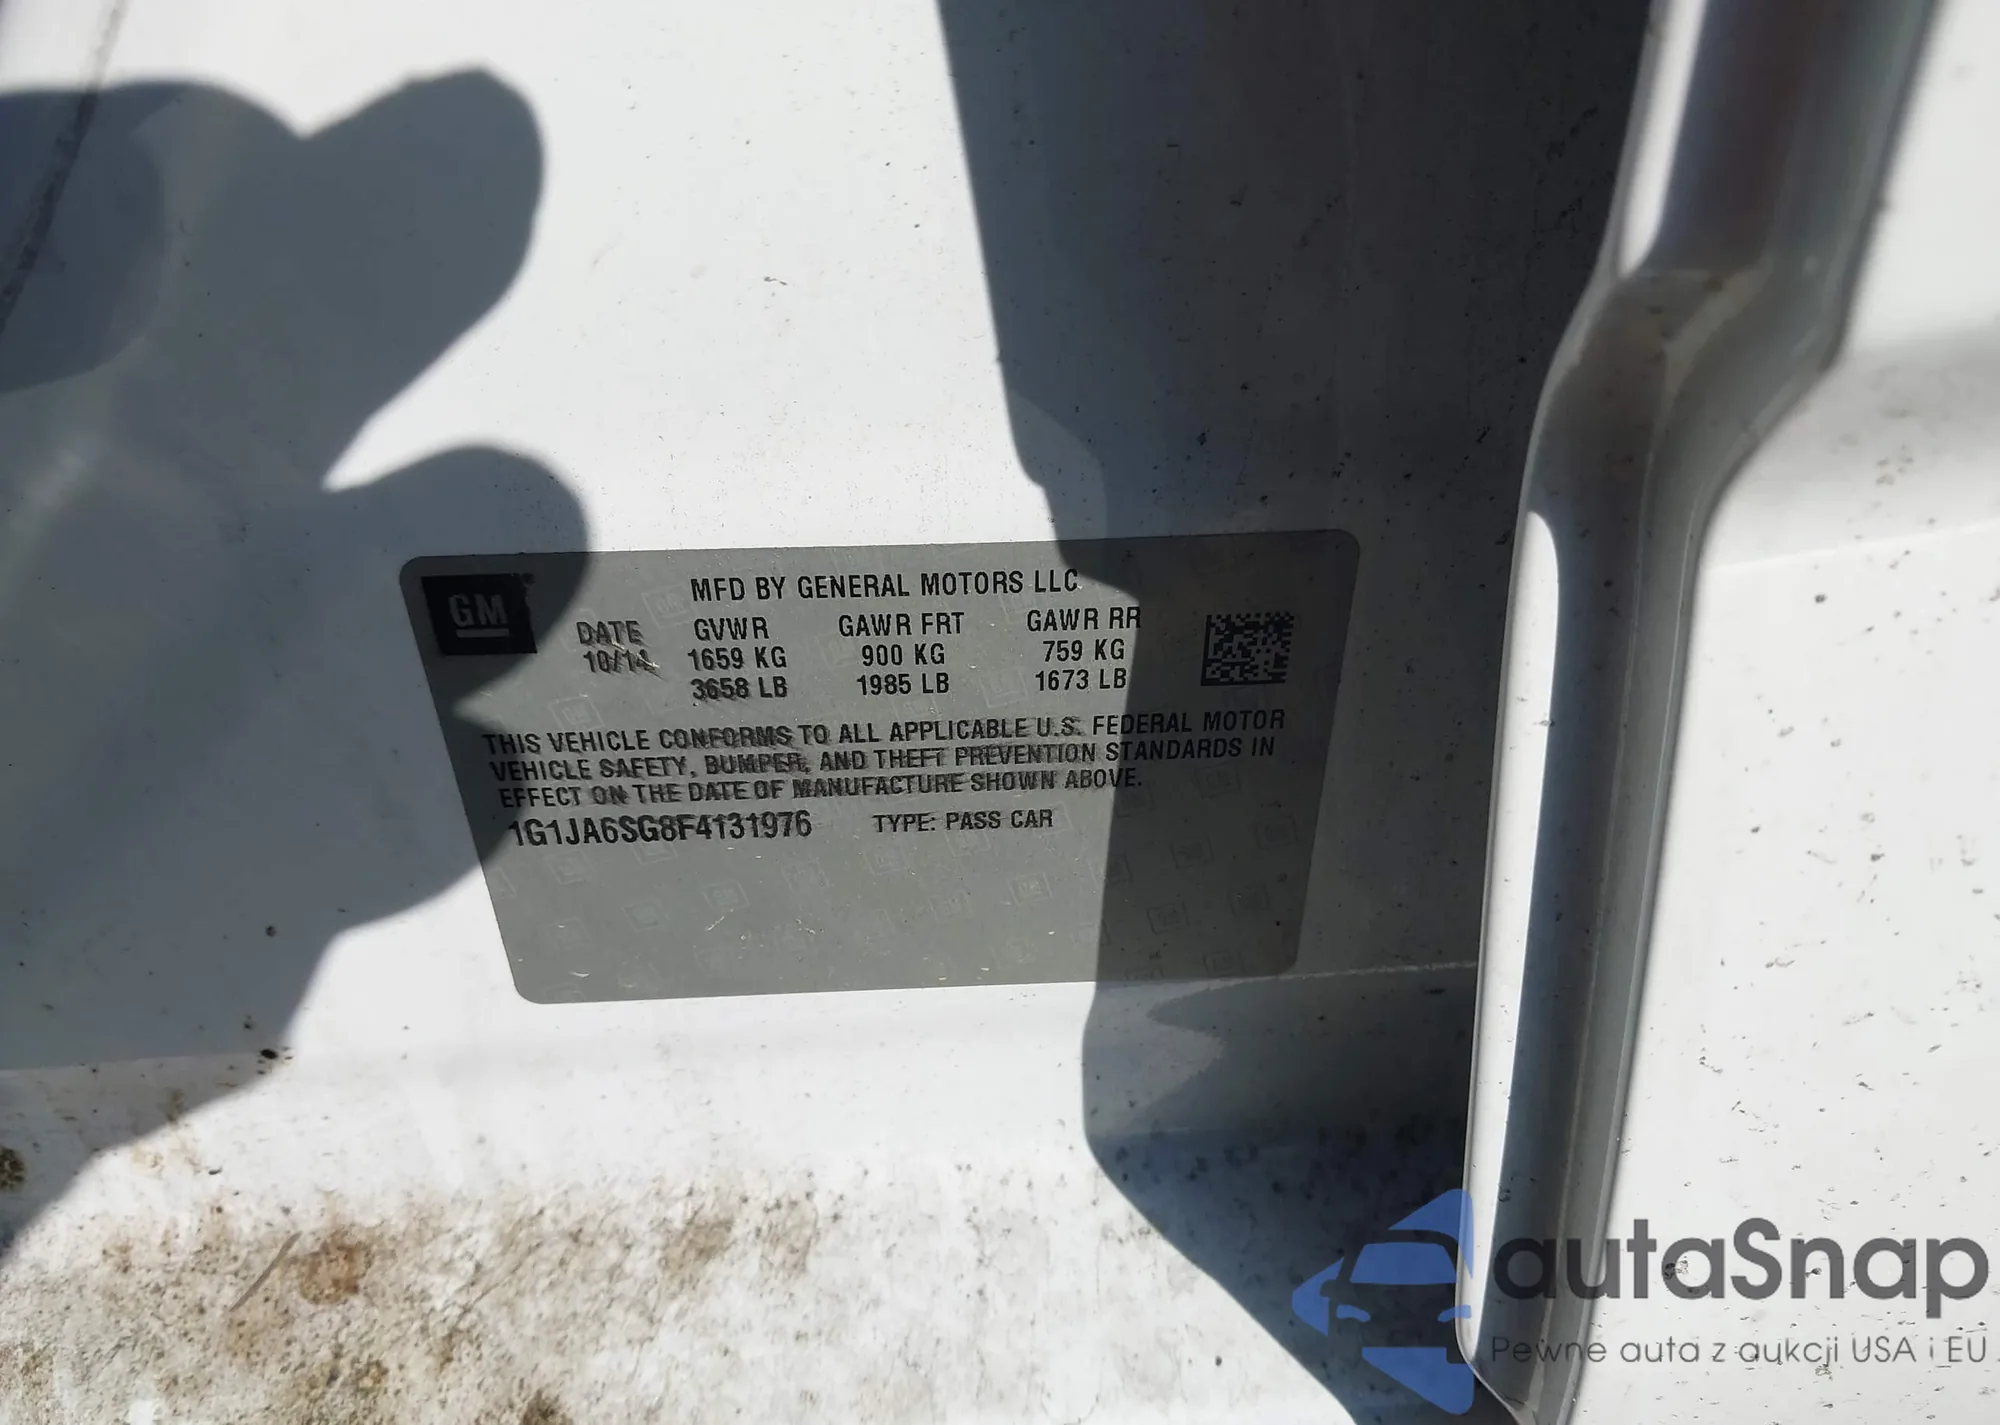 GM
MFD BY GENERAL MOTORS LLC
DATE GVWR GAWR FRT GAWR RR
10/14 1659 KG 900 KG 759 KG
3658 LB 1985 LB 1673 LB
THIS VEHICLE CONFORMS TO ALL APPLICABLE U.S. FEDERAL MOTOR
VEHICLE SAFETY, BUMPER, AND THEFT PREVENTION STANDARDS IN
EFFECT ON THE DATE OF MANUFACTURE SHOWN ABOVE.
1G1JA6SG8F4131976 TYPE: PASS CAR
autaSnap
Pewne auta z aukcji USA i EU